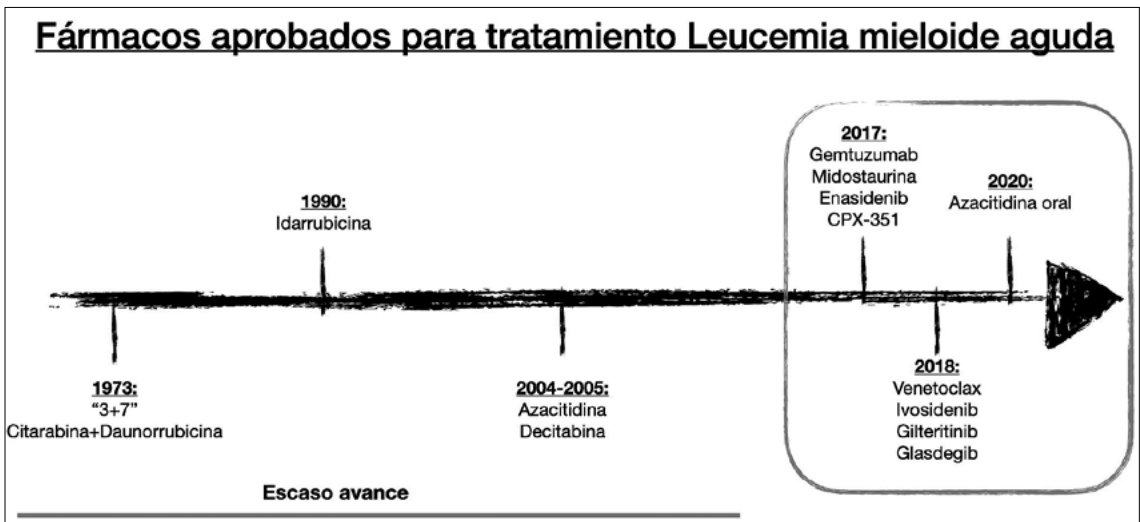 Fármacos aprobados para tratamiento Leucemia mieloide aguda
1973:
“3+7”
Citarabina+Daunorrubicina
1990:
Idarrubicina
2004-2005:
Azacitidina
Decitabina
2017:
Gemtuzumab
Midostaurina
Enasidenib
CPX-351
2018:
Venetoclax
Ivosidenib
Gilteritinib
Glasdegib
2020:
Azacitidina oral
Escaso avance